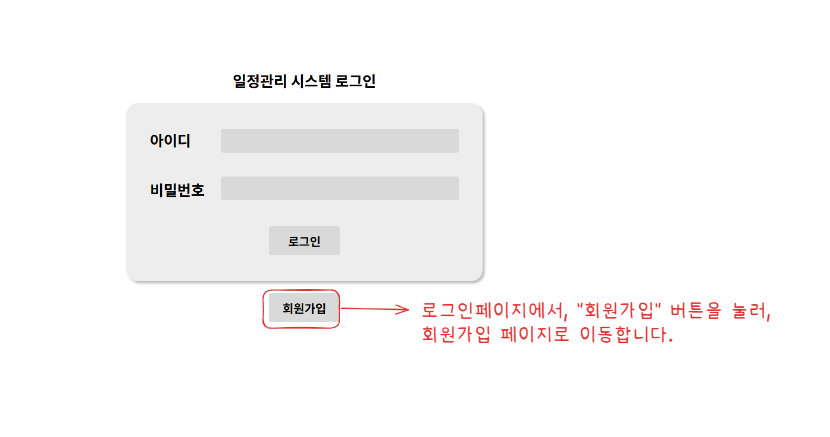 일정관리 시스템 로그인
아이디
비밀번호
로그인
회원가입
로그인페이지에서, "회원가입" 버튼을 눌러,
회원가입 페이지로 이동합니다.